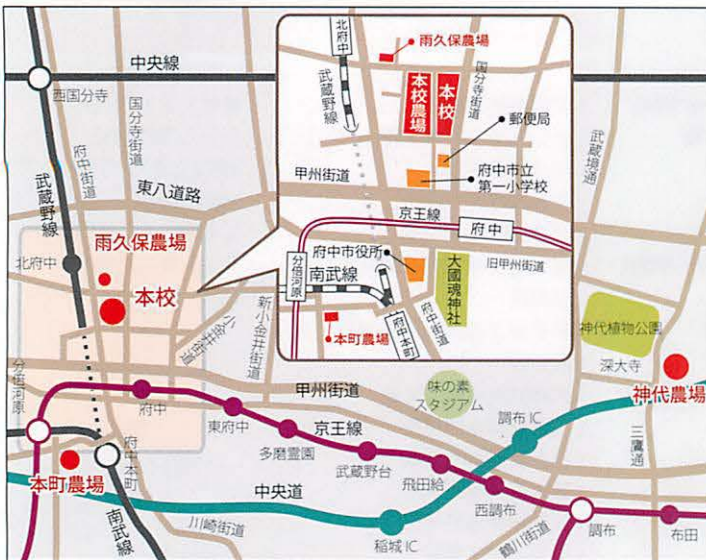 中央線
西国分寺
国分寺街道
府中街道
武蔵野線
東八道路
雨久保農場
北府中
本校
小金井街道
新小金井街道
分倍河原
府中
東府中
多磨霊園
武蔵野台
飛田給
西調布
調布
布田
甲州街道
京王線
府中本町
本町農場
南武線
川崎街道
中央道
稲城IC
調布IC
鶴川街道
味の素
スタジアム
武蔵境通
神代植物公園
深大寺
神代農場
三鷹通
北府中
武蔵野線
雨久保農場
本校農場
本校
国分寺街道
郵便局
府中市立
第一小学校
甲州街道
京王線
府中
府中市役所
旧甲州街道
分倍河原
南武線
大國魂神社
府中街道
府中本町
本町農場